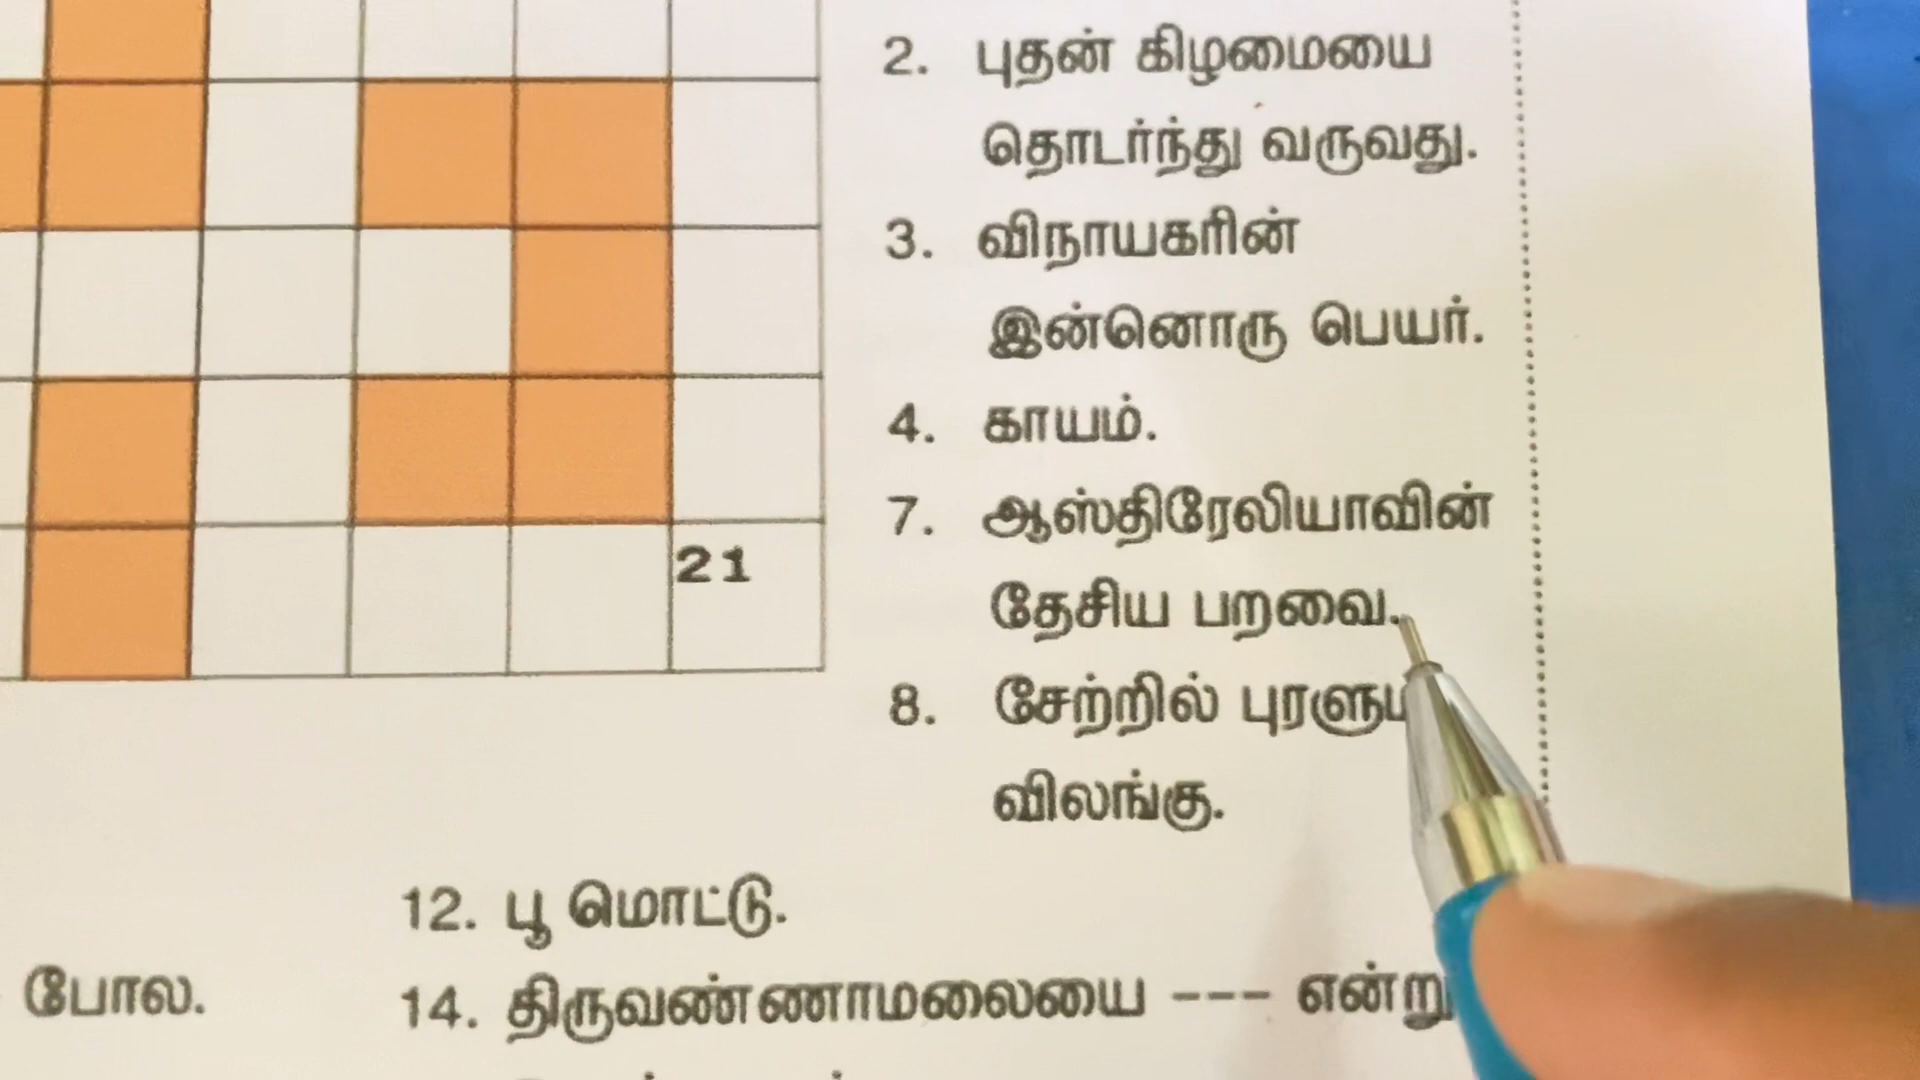 2. புதன் கிழமையை
தொடர்ந்து வருவது.
3. விநாயகரின்
இன்னொரு பெயர்.
4. காயம்.
7. ஆஸ்திரேலியாவின்
தேசிய பறவை.
21
8. சேற்றில்
விலங்கு.
12. பூ மொட்டு.
போல.
14. திருவண்ணாமலையை --- என்று